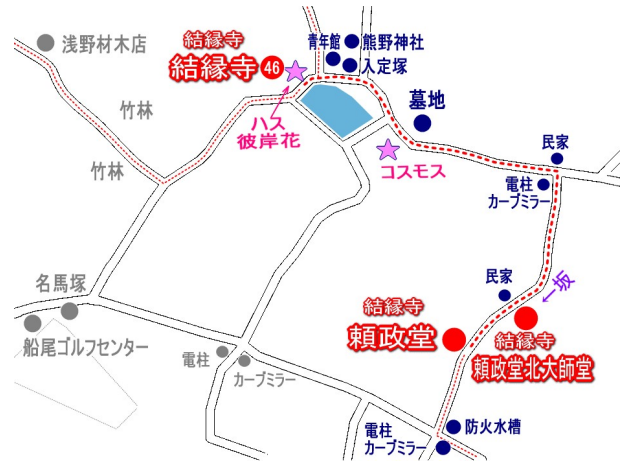 浅野材木店
青年館
熊野神社
結縁寺
46
入定塚
竹林
ハス
彼岸花
墓地
民家
竹林
コスモス
電柱
カーブミラー
名馬塚
民家
←坂
結縁寺
頼政堂
結縁寺
頼政堂北大師堂
船尾ゴルフセンター
電柱
カーブミラー
防火水槽
電柱
カーブミラー